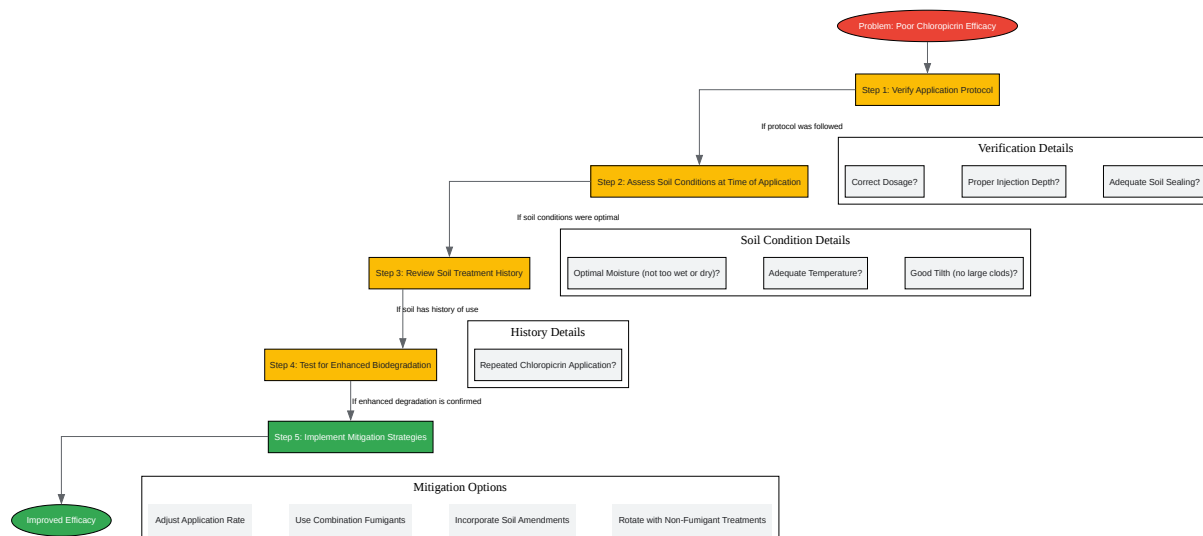 Problem: Poor Chloropicrin Efficacy
Step 1: Verify Application Protocol
If protocol was followed
Verification Details
Correct Dosage?
Proper Injection Depth?
Adequate Soil Sealing?
Step 2: Assess Soil Conditions at Time of Application
If soil conditions were optimal
Soil Condition Details
Optimal Moisture (not too wet or dry)?
Adequate Temperature?
Good Tilth (no large clods)?
Step 3: Review Soil Treatment History
If soil has history of use
History Details
Repeated Chloropicrin Application?
Step 4: Test for Enhanced Biodegradation
If enhanced degradation is confirmed
Step 5: Implement Mitigation Strategies
Mitigation Options
Improved Efficacy
Adjust Application Rate
Use Combination Fumigants
Incorporate Soil Amendments
Rotate with Non-Fumigant Treatments